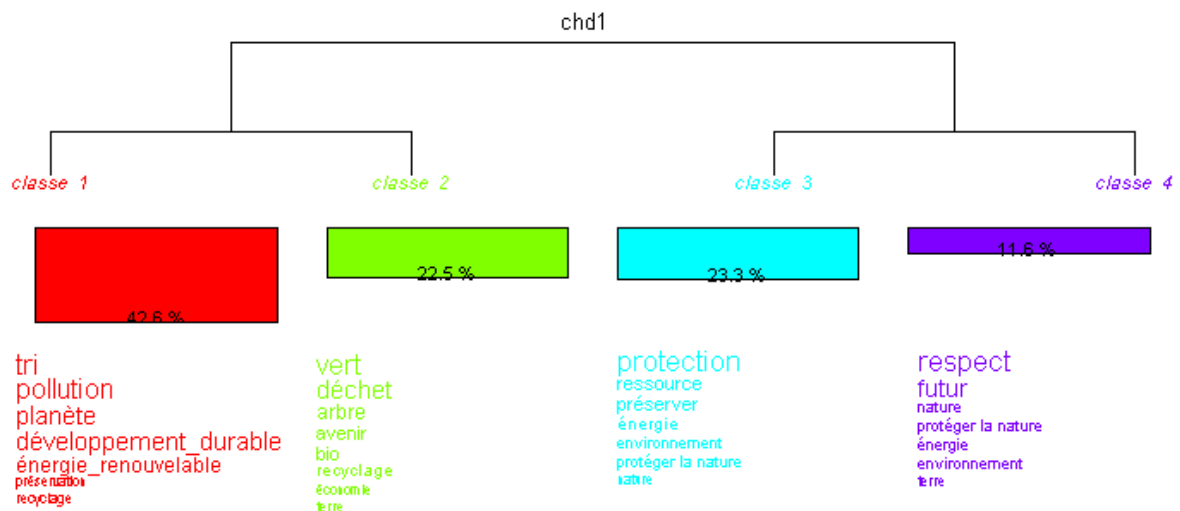 chd1
classe 1
classe 2
classe 3
classe 4
42.6 %
22.5 %
23.3 %
11.6 %
tri
pollution
planète
développement_durable
énergie_renouvelable
préservation
recyclage
vert
déchet
arbre
avenir
bio
recyclage
économie
terre
protection
ressource
préserver
énergie
environnement
protéger la nature
nature
respect
futur
nature
protéger la nature
énergie
environnement
terre